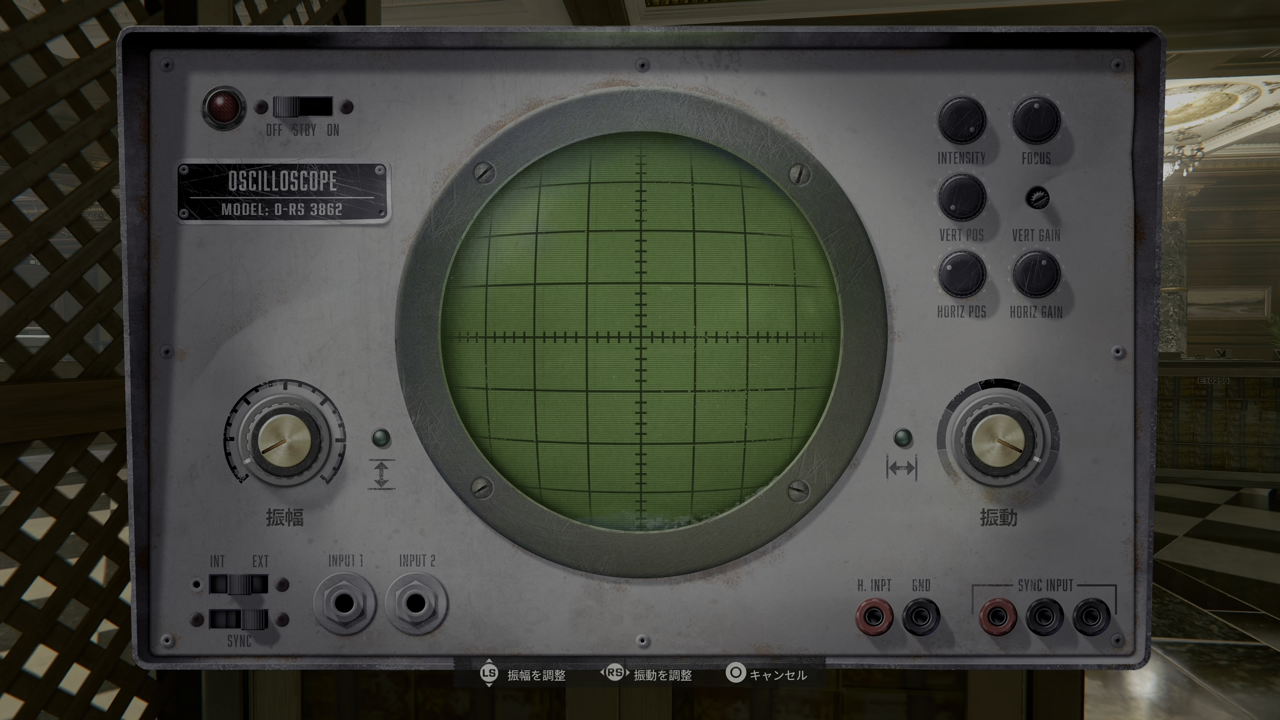 OFF STBY ON
OSCILLOSCOPE
MODEL: O-RS 3862
INTENSITY FOCUS
VERT POS VERT GAIN
HORIZ POS HORIZ GAIN
振幅
振動
INT EXT
SYNC
INPUT 1 INPUT 2
H. INPT GND
SYNC INPUT
LS 振幅を調整 RS 振動を調整 キャンセル